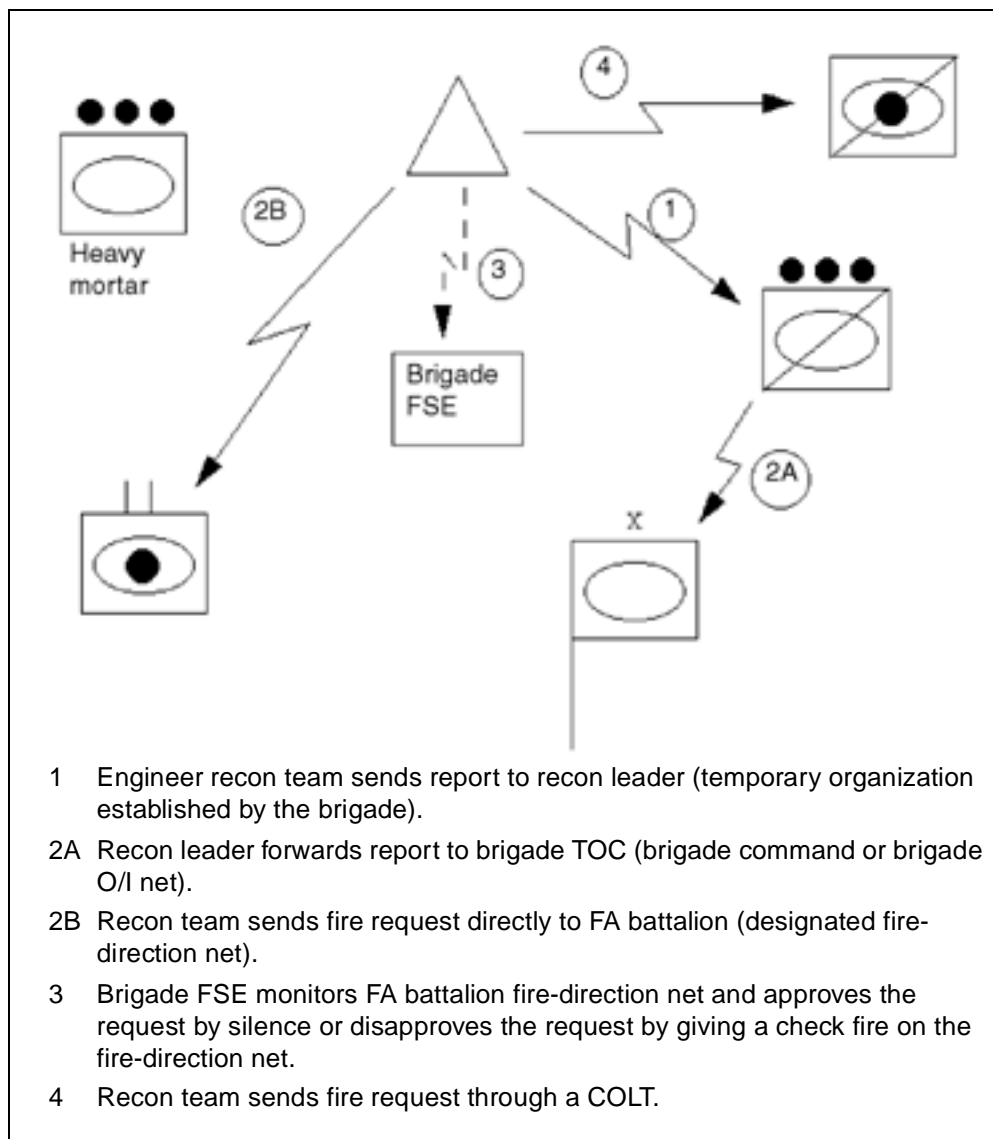 4
2B
1
Heavy
mortar
3
Brigade
FSE
2A
X
1 Engineer recon team sends report to recon leader (temporary organization
established by the brigade).
2A Recon leader forwards report to brigade TOC (brigade command or brigade
O/I net).
2B Recon team sends fire request directly to FA battalion (designated fire-
direction net).
3 Brigade FSE monitors FA battalion fire-direction net and approves the
request by silence or disapproves the request by giving a check fire on the
fire-direction net.
4 Recon team sends fire request through a COLT.